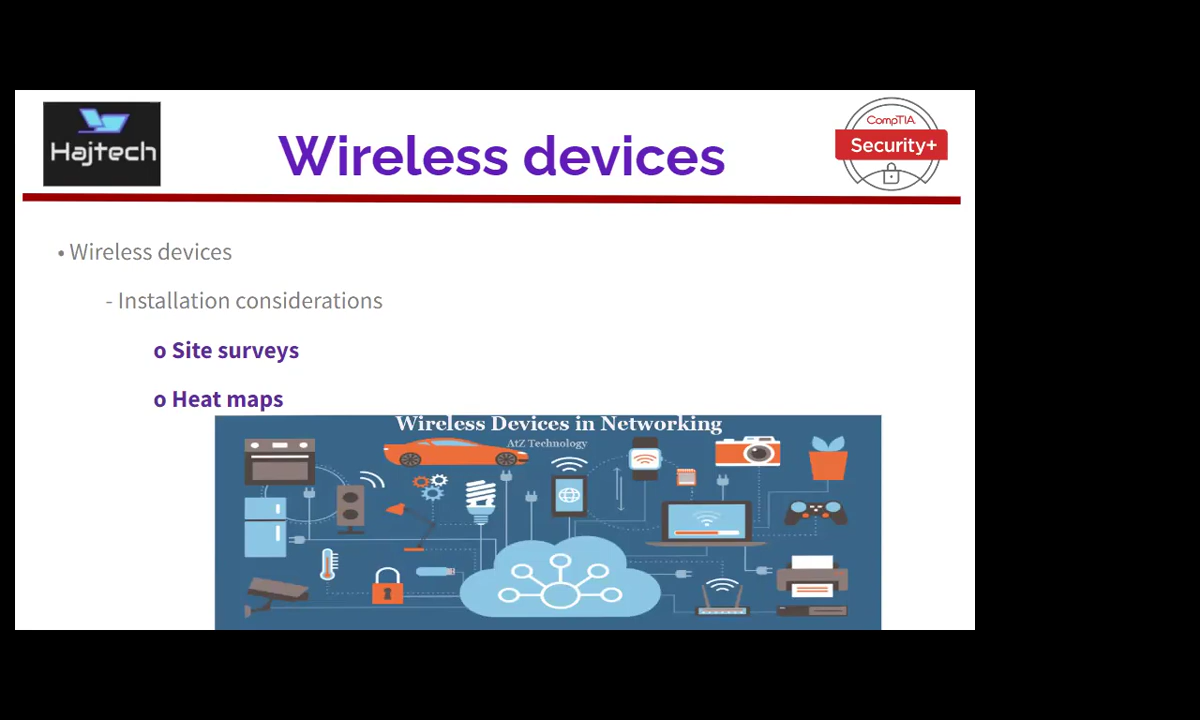 Hajtech
Wireless devices
CompTIA
Security+
• Wireless devices
- Installation considerations
o Site surveys
o Heat maps
Wireless Devices in Networking
AtZ Technology